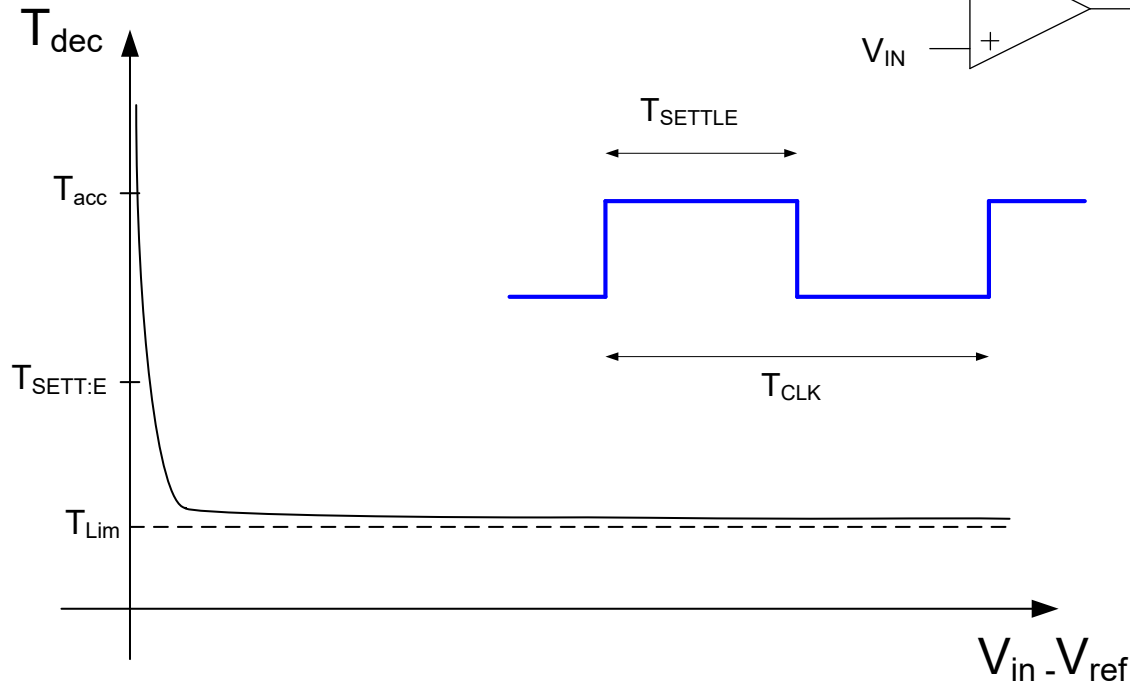 T_dec
V_IN
+
T_SETTLE
T_acc
T_SETT:E
T_CLK
T_Lim
V_in - V_ref